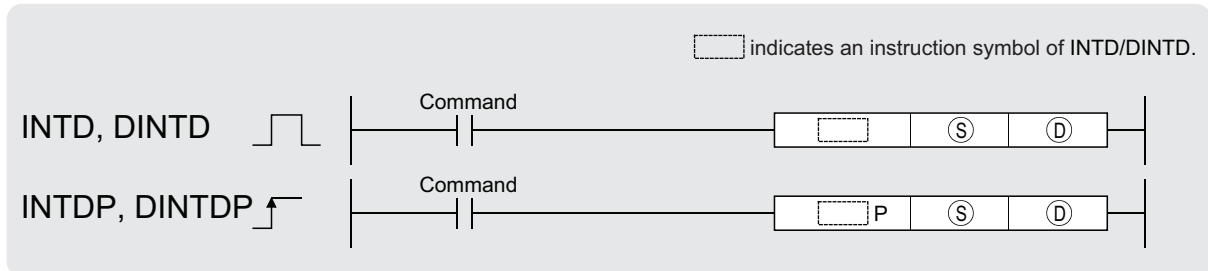 indicates an instruction symbol of INTD/DINTD.
Command
INTD, DINTD
S D
Command
INTDP, DINTDP
P S D